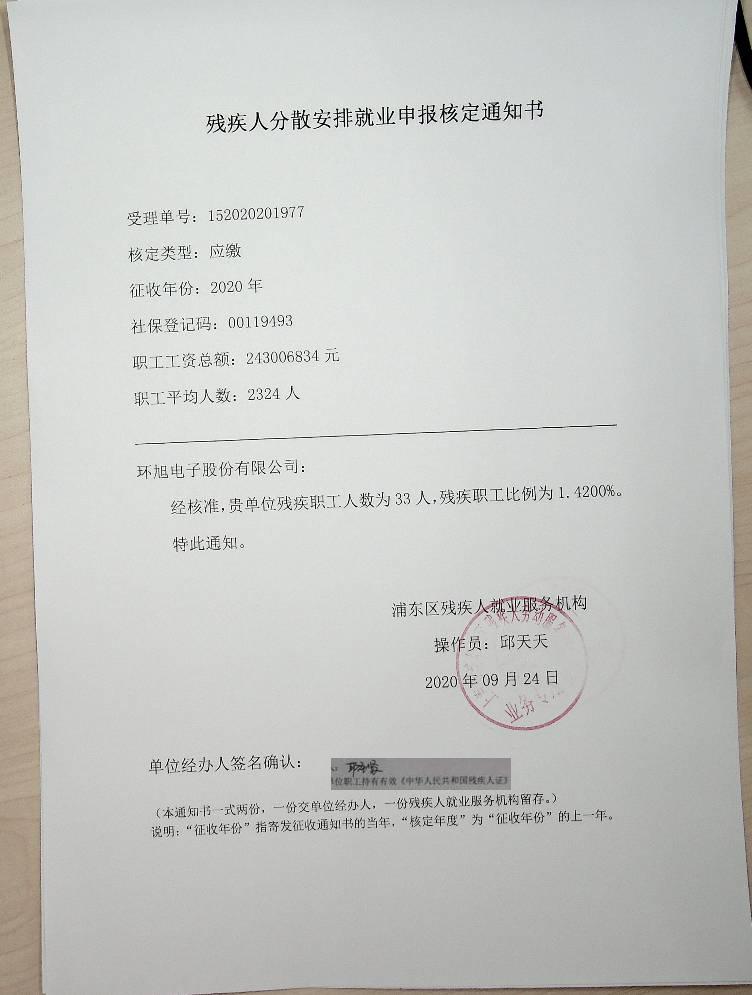 残疾人分散安排就业申报核定通知书
受理单号：152020201977
核定类型：应缴
征收年份：2020 年
社保登记码：00119493
职工工资总额：243006834 元
职工平均人数：2324 人
环旭电子股份有限公司：
经核准，贵单位残疾职工人数为 33 人，残疾职工比例为 1.4200%。
特此通知。
浦东区残疾人就业服务机构
操作员：邱天天
2020 年 09 月 24 日
业务
单位经办人签名确认：
单位职工持有有效《中华人民共和国残疾人证》
（本通知书一式两份，一份交单位经办人，一份残疾人就业服务机构留存。）
说明：“征收年份”指寄发征收通知书的当年，“核定年度”为“征收年份”的上一年。